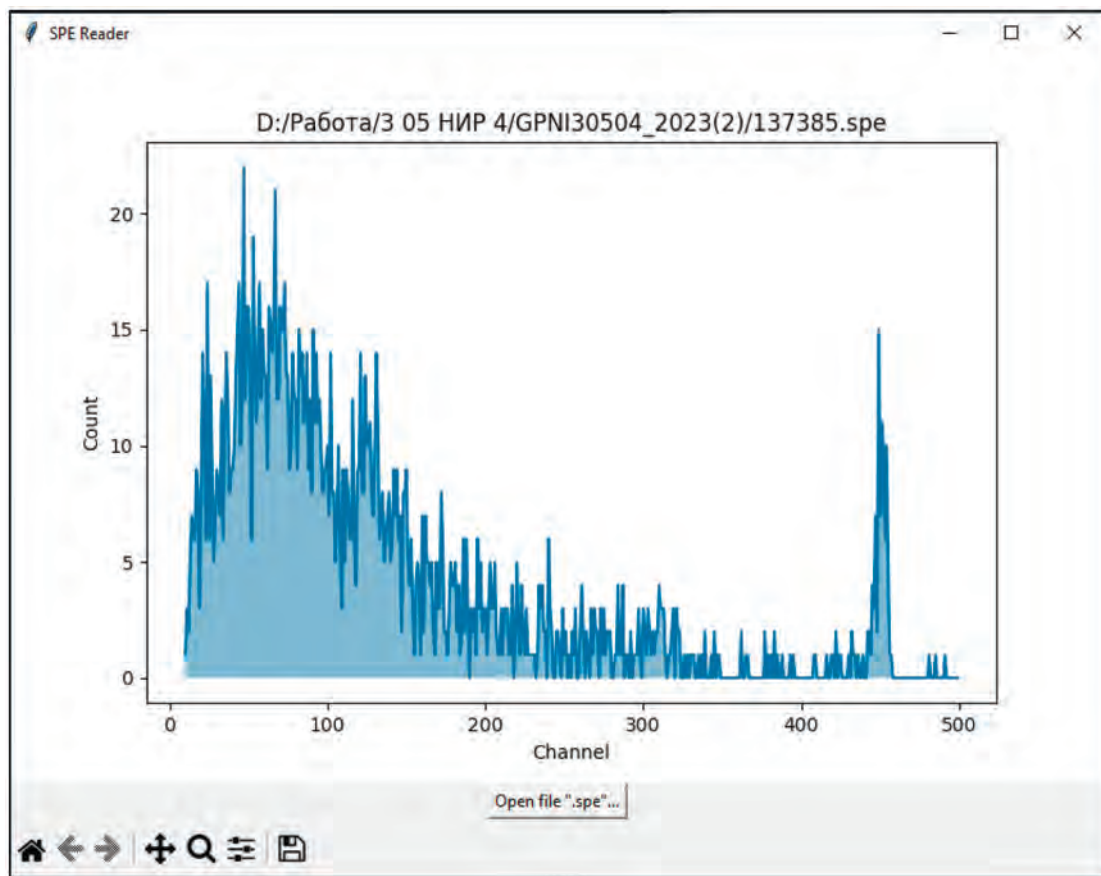 SPE Reader
D:/Работа/3 05 НИР 4/GPNI30504_2023(2)/137385.spe
20
15
10
5
0
Count
0 100 200 300 400 500
Channel
Open file ".spe"...